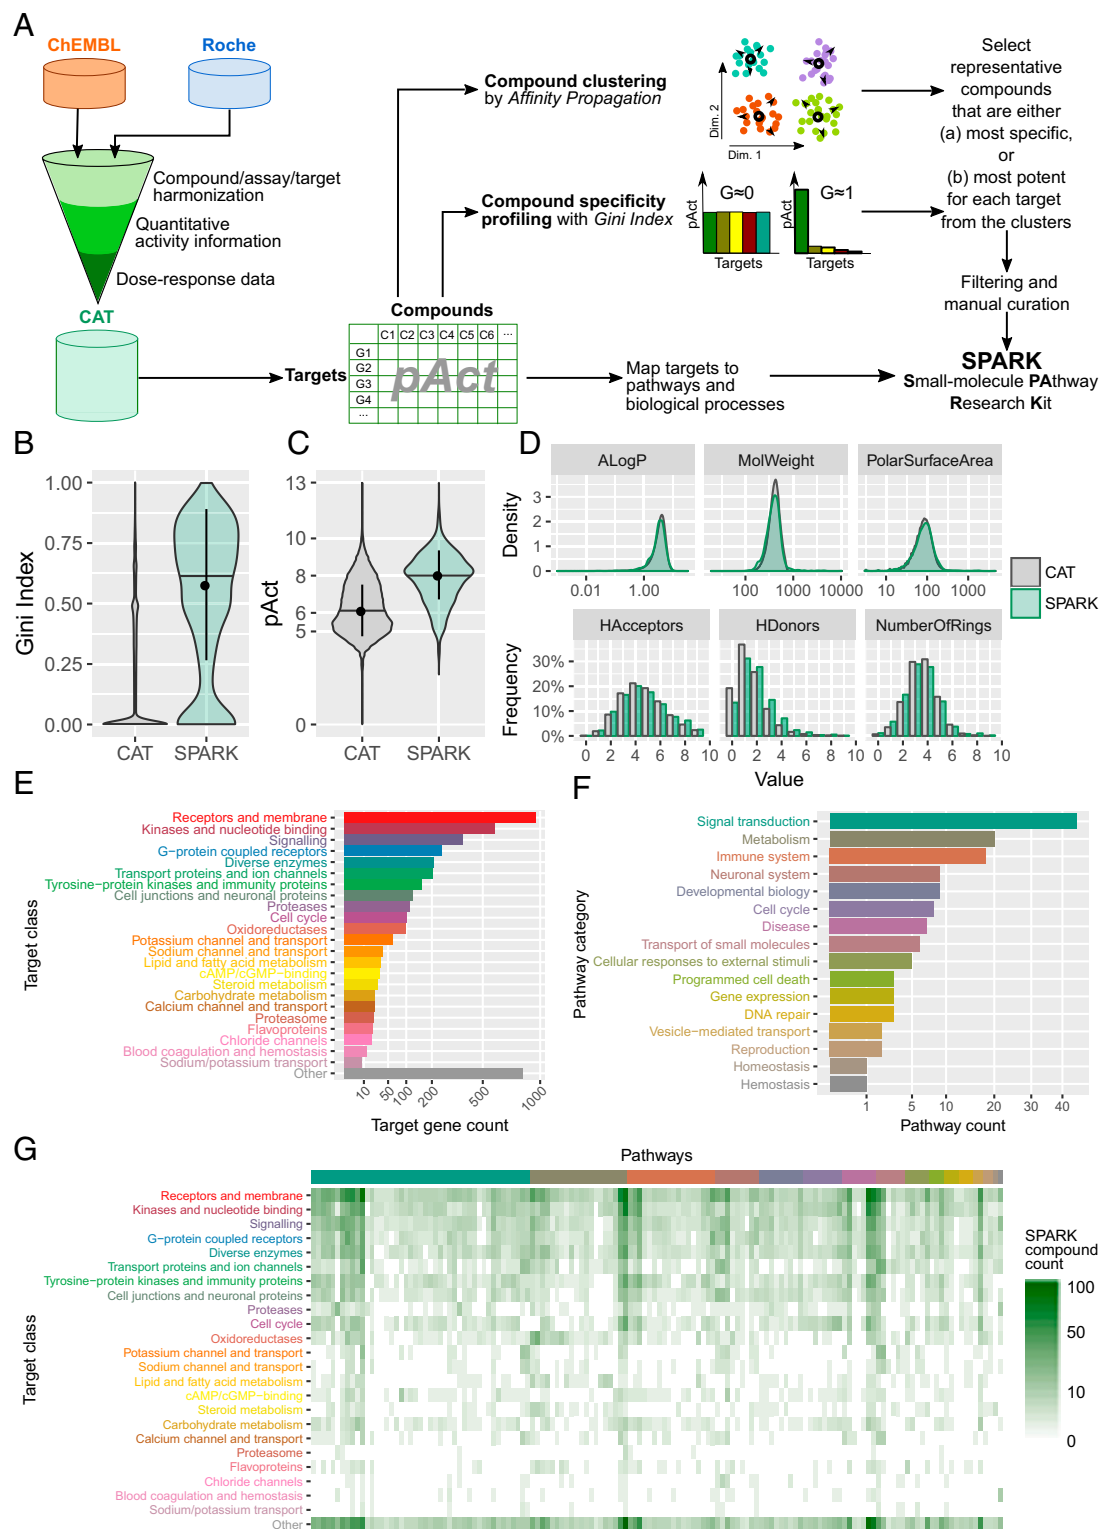 A
ChEMBL
Roche
Compound/assay/target
harmonization
Quantitative
activity information
Dose-response data
CAT
Targets
Compounds
C1 C2 C3 C4 C5 C6 ...
G1
G2
G3
G4
...
pAct
Compound clustering
by Affinity Propagation
Dim. 2
Dim. 1
Compound specificity
profiling with Gini Index
pAct
G≈0
Targets
pAct
G≈1
Targets
Select
representative
compounds
that are either
(a) most specific,
or
(b) most potent
for each target
from the clusters
Filtering and
manual curation
Map targets to
pathways and
biological processes
SPARK
Small-molecule PAthway
Research Kit
B
Gini Index
1.00
0.75
0.50
0.25
0.00
CAT SPARK
C
pAct
13
10
8
6
5
0
CAT SPARK
D
ALogP MolWeight PolarSurfaceArea
Density
3
2
1
0
0.01 1.00
100 1000 10000
10 100 1000
CAT
SPARK
HAcceptors HDonors NumberOfRings
Frequency
30%
20%
10%
0%
0 2 4 6 8 10
0 2 4 6 8 10
0 2 4 6 8 10
Value
E
Target class
Receptors and membrane
Kinases and nucleotide binding
Signalling
G−protein coupled receptors
Diverse enzymes
Transport proteins and ion channels
Tyrosine−protein kinases and immunity proteins
Cell junctions and neuronal proteins
Proteases
Cell cycle
Oxidoreductases
Potassium channel and transport
Sodium channel and transport
Lipid and fatty acid metabolism
cAMP/cGMP−binding
Steroid metabolism
Carbohydrate metabolism
Calcium channel and transport
Proteasome
Flavoproteins
Chloride channels
Blood coagulation and hemostasis
Sodium/potassium transport
Other
10 50 100 200 500 1000
Target gene count
F
Pathway category
Signal transduction
Metabolism
Immune system
Neuronal system
Developmental biology
Cell cycle
Disease
Transport of small molecules
Cellular responses to external stimuli
Programmed cell death
Gene expression
DNA repair
Vesicle−mediated transport
Reproduction
Homeostasis
Hemostasis
1 5 10 20 30 40
Pathway count
G
Pathways
Target class
Receptors and membrane
Kinases and nucleotide binding
Signalling
G−protein coupled receptors
Diverse enzymes
Transport proteins and ion channels
Tyrosine−protein kinases and immunity proteins
Cell junctions and neuronal proteins
Proteases
Cell cycle
Oxidoreductases
Potassium channel and transport
Sodium channel and transport
Lipid and fatty acid metabolism
cAMP/cGMP−binding
Steroid metabolism
Carbohydrate metabolism
Calcium channel and transport
Proteasome
Flavoproteins
Chloride channels
Blood coagulation and hemostasis
Sodium/potassium transport
Other
SPARK
compound
count
100
50
10
0